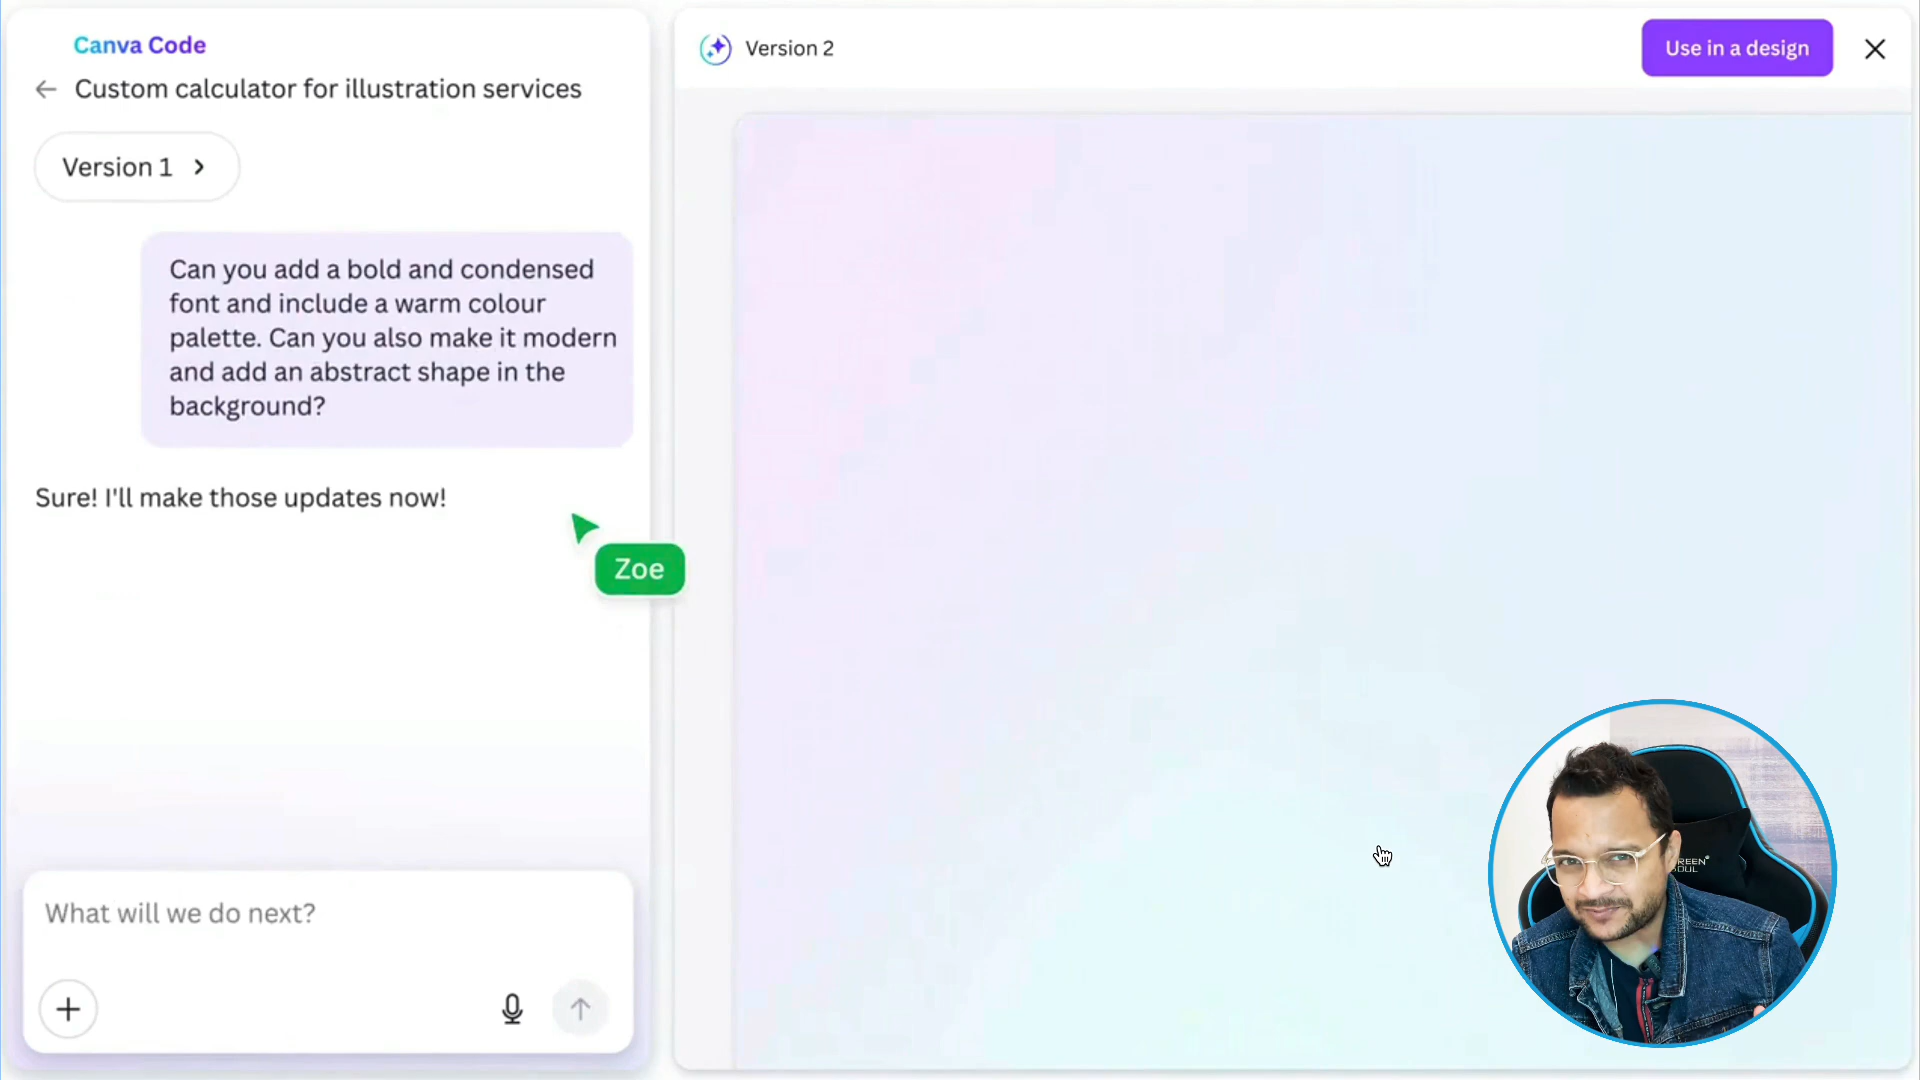 Canva Code
Custom calculator for illustration services
Version 1
Can you add a bold and condensed
font and include a warm colour
palette. Can you also make it modern
and add an abstract shape in the
background?
Sure! I'll make those updates now!
Zoe
What will we do next?
Version 2
Use in a design